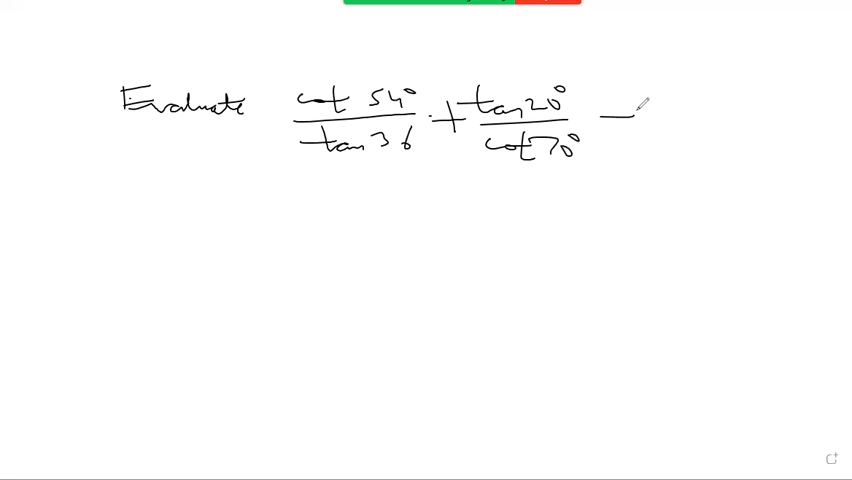 Evaluate cot 54° / tan 36 + tan 20° / cot 70° —